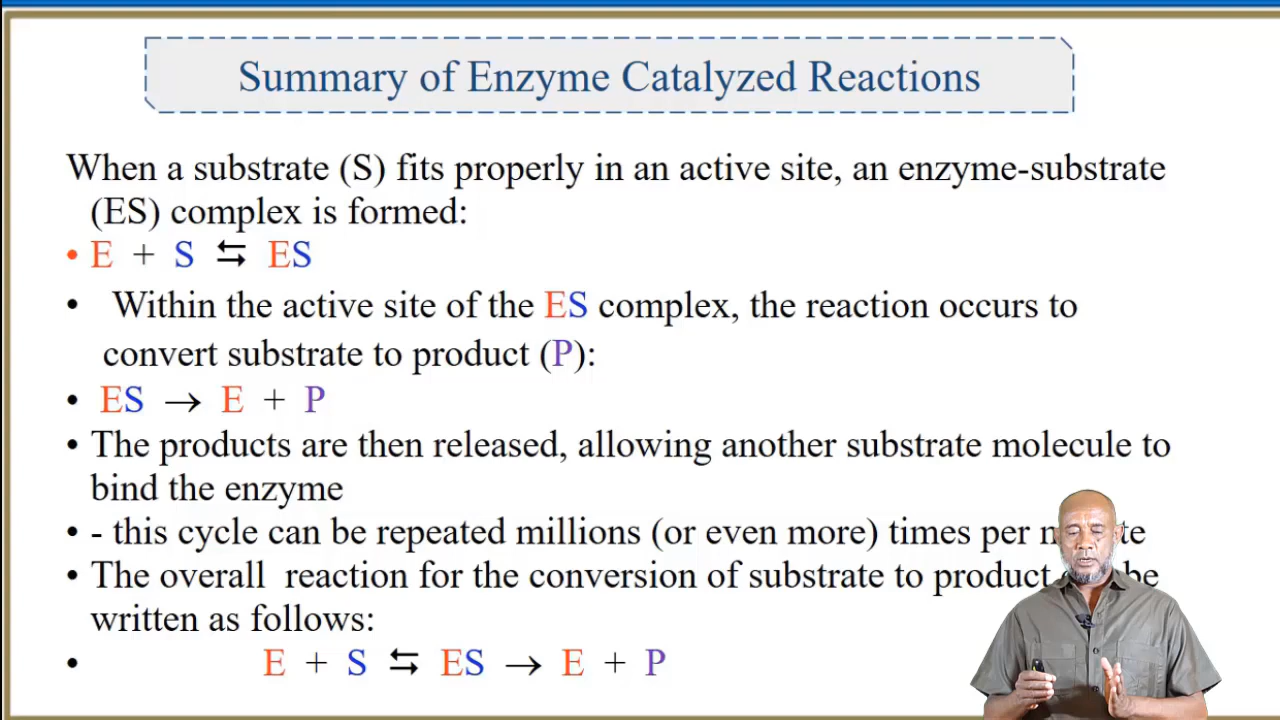 Summary of Enzyme Catalyzed Reactions
When a substrate (S) fits properly in an active site, an enzyme-substrate
(ES) complex is formed:
• E + S ⇆ ES
• Within the active site of the ES complex, the reaction occurs to
convert substrate to product (P):
• ES → E + P
• The products are then released, allowing another substrate molecule to
bind the enzyme
• - this cycle can be repeated millions (or even more) times per
• The overall reaction for the conversion of substrate to product be
written as follows:
• E + S ⇆ ES → E + P